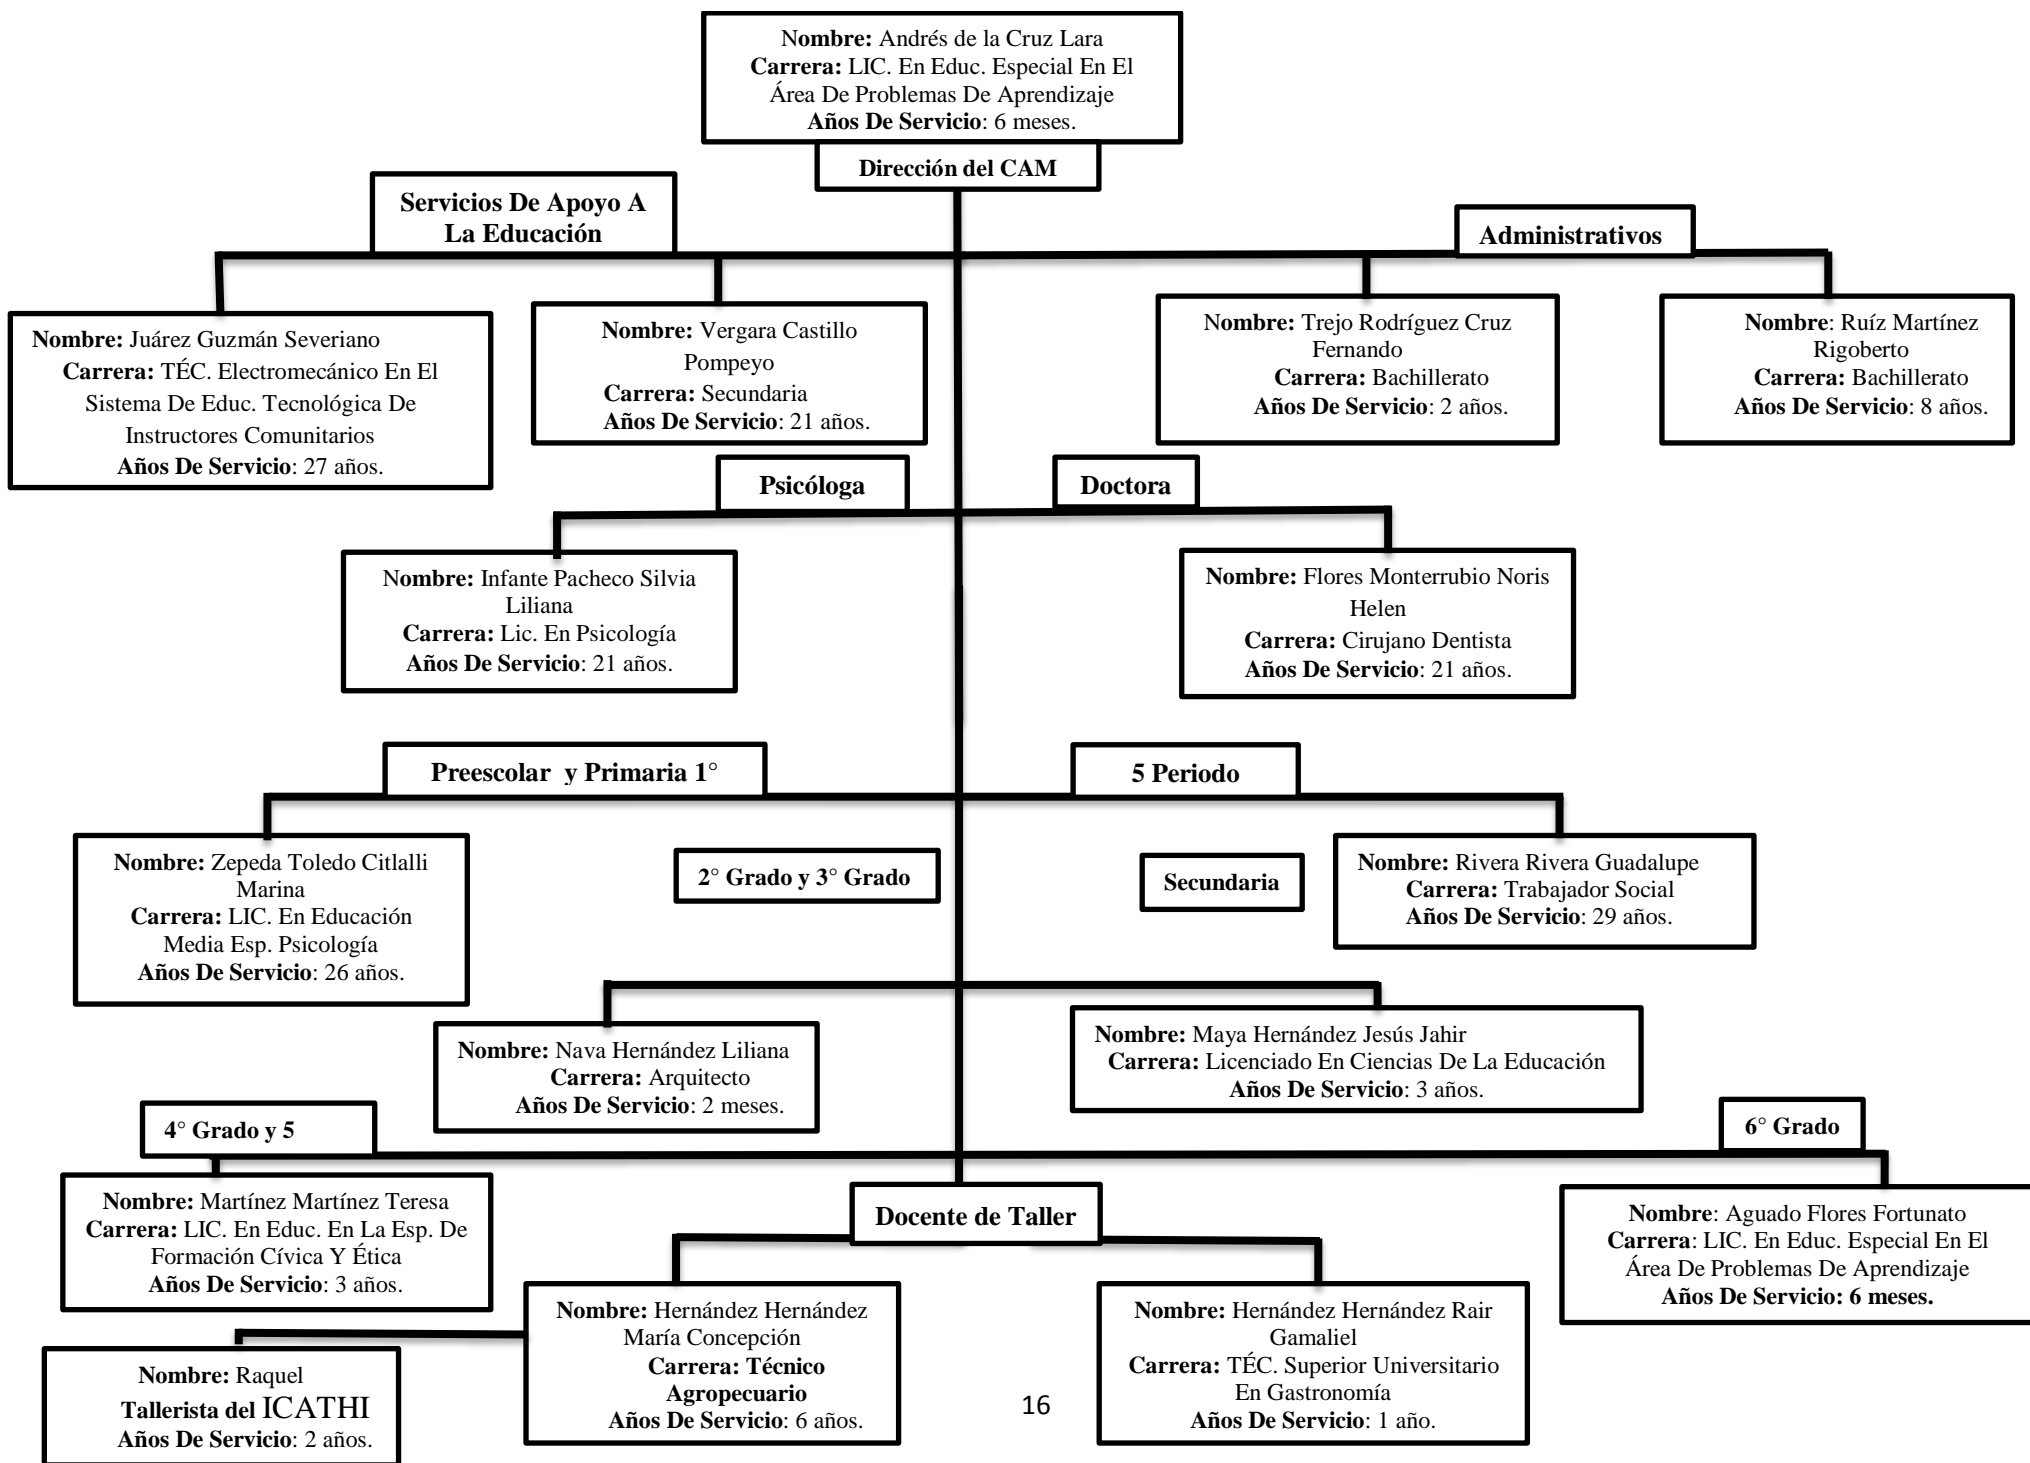 Nombre: Andrés de la Cruz Lara
Carrera: LIC. En Educ. Especial En El
Área De Problemas De Aprendizaje
Años De Servicio: 6 meses.
Dirección del CAM
Servicios De Apoyo A
La Educación
Administrativos
Nombre: Juárez Guzmán Severiano
Carrera: TÉC. Electromecánico En El
Sistema De Educ. Tecnológica De
Instructores Comunitarios
Años De Servicio: 27 años.
Nombre: Vergara Castillo
Pompeyo
Carrera: Secundaria
Años De Servicio: 21 años.
Nombre: Trejo Rodríguez Cruz
Fernando
Carrera: Bachillerato
Años De Servicio: 2 años.
Nombre: Ruíz Martínez
Rigoberto
Carrera: Bachillerato
Años De Servicio: 8 años.
Psicóloga
Doctora
Nombre: Infante Pacheco Silvia
Liliana
Carrera: Lic. En Psicología
Años De Servicio: 21 años.
Nombre: Flores Monterrubio Noris
Helen
Carrera: Cirujano Dentista
Años De Servicio: 21 años.
Preescolar y Primaria 1°
5 Periodo
Nombre: Zepeda Toledo Citlalli
Marina
Carrera: LIC. En Educación
Media Esp. Psicología
Años De Servicio: 26 años.
2° Grado y 3° Grado
Secundaria
Nombre: Rivera Rivera Guadalupe
Carrera: Trabajador Social
Años De Servicio: 29 años.
Nombre: Nava Hernández Liliana
Carrera: Arquitecto
Años De Servicio: 2 meses.
Nombre: Maya Hernández Jesús Jahir
Carrera: Licenciado En Ciencias De La Educación
Años De Servicio: 3 años.
4° Grado y 5
6° Grado
Nombre: Martínez Martínez Teresa
Carrera: LIC. En Educ. En La Esp. De
Formación Cívica Y Ética
Años De Servicio: 3 años.
Docente de Taller
Nombre: Aguado Flores Fortunato
Carrera: LIC. En Educ. Especial En El
Área De Problemas De Aprendizaje
Años De Servicio: 6 meses.
Nombre: Raquel
Tallerista del ICATHI
Años De Servicio: 2 años.
Nombre: Hernández Hernández
María Concepción
Carrera: Técnico
Agropecuario
Años De Servicio: 6 años.
Nombre: Hernández Hernández Rair
Gamaliel
Carrera: TÉC. Superior Universitario
En Gastronomía
Años De Servicio: 1 año.
16